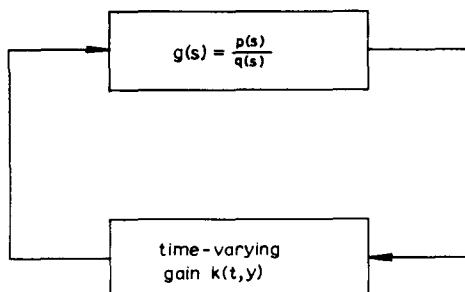 g(s) = p(s)/q(s)
time-varying
gain k(t,y)